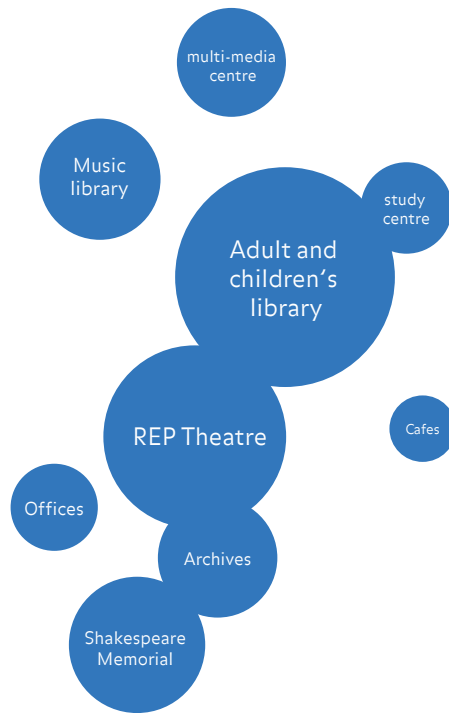 multi-media
centre
Music
library
study
centre
Adult and
children's
library
REP Theatre
Cafes
Offices
Archives
Shakespeare
Memorial